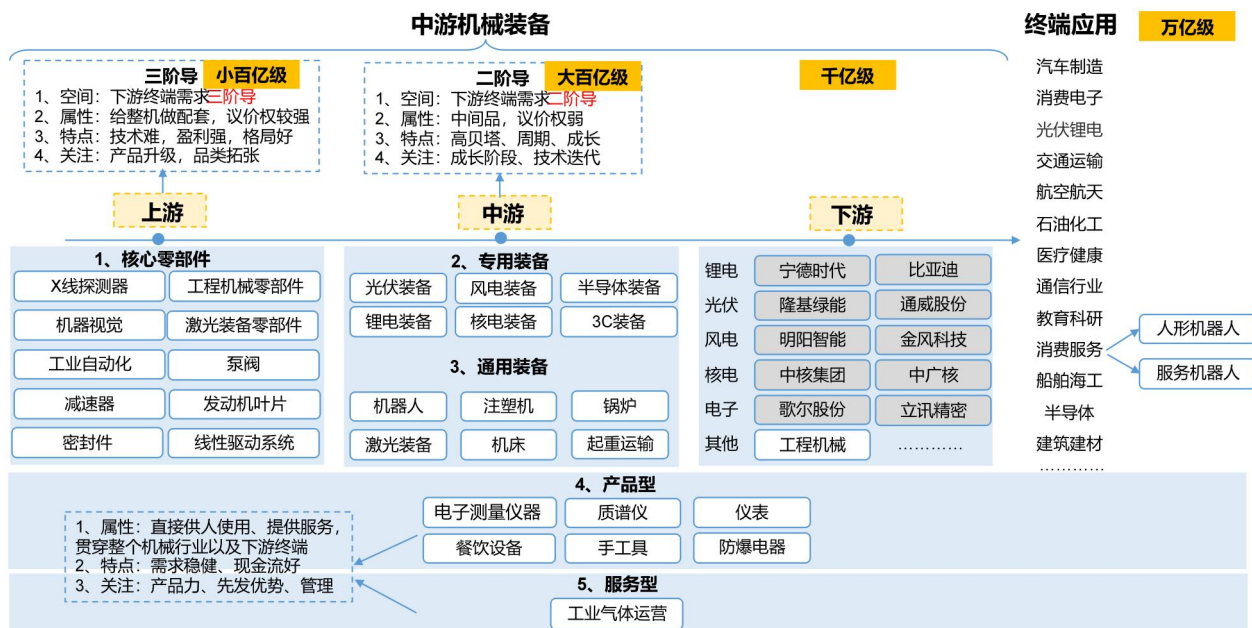 中游机械装备
终端应用
万亿级
三阶导
小百亿级
1、空间：下游终端需求三阶导
2、属性：给整机做配套，议价权较强
3、特点：技术难，盈利强，格局好
4、关注：产品升级，品类拓张
二阶导
大百亿级
1、空间：下游终端需求二阶导
2、属性：中间品，议价权弱
3、特点：高贝塔、周期、成长
4、关注：成长阶段、技术迭代
千亿级
上游
中游
下游
1、核心零部件
X线探测器
工程机械零部件
机器视觉
激光装备零部件
工业自动化
泵阀
减速器
发动机叶片
密封件
线性驱动系统
2、专用装备
光伏装备
风电装备
半导体装备
锂电装备
核电装备
3C装备
3、通用装备
机器人
注塑机
锅炉
激光装备
机床
起重运输
锂电
宁德时代
比亚迪
光伏
隆基绿能
通威股份
风电
明阳智能
金风科技
核电
中核集团
中广核
电子
歌尔股份
立讯精密
其他
工程机械
…………
汽车制造
消费电子
光伏锂电
交通运输
航空航天
石油化工
医疗健康
通信行业
教育科研
消费服务
船舶海工
半导体
建筑建材
…………
人形机器人
服务机器人
4、产品型
电子测量仪器
质谱仪
仪表
餐饮设备
手工具
防爆电器
1、属性：直接供人使用、提供服务，
贯穿整个机械行业以及下游终端
2、特点：需求稳健、现金流好
3、关注：产品力、先发优势、管理
5、服务型
工业气体运营